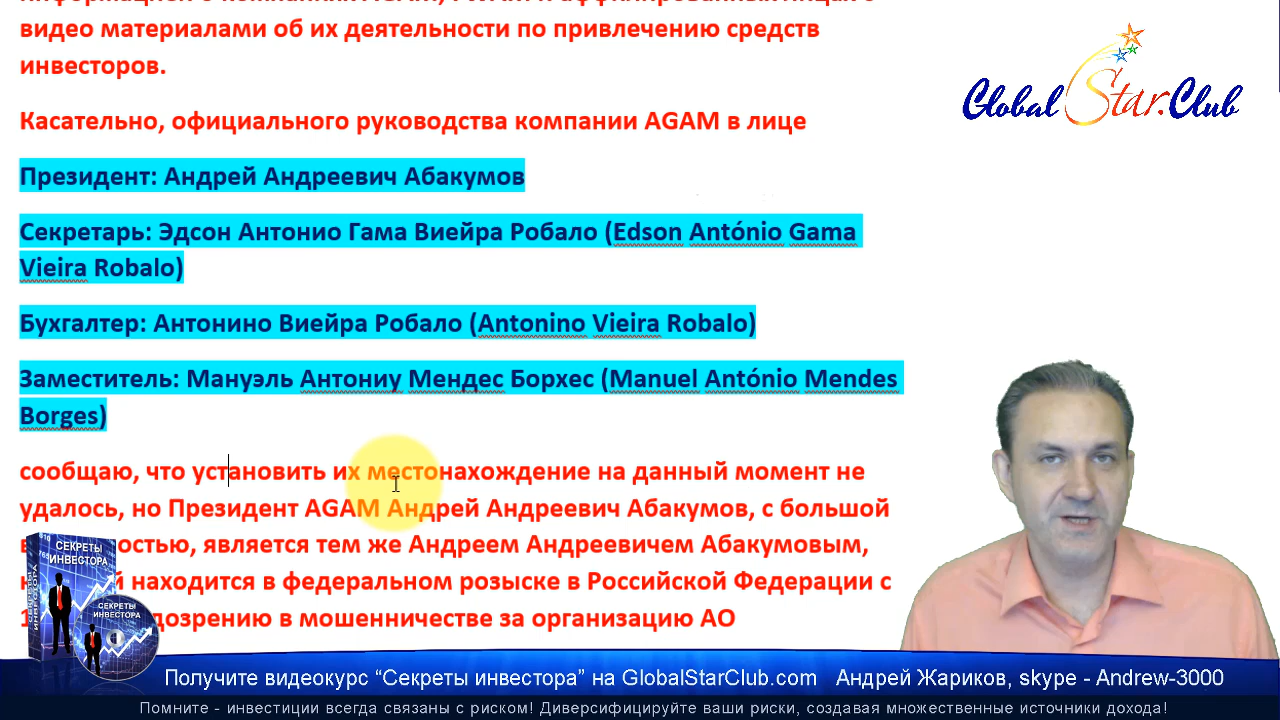 видео материалами об их деятельности по привлечению средств
инвесторов.
Касательно, официального руководства компании AGAM в лице
Президент: Андрей Андреевич Абакумов
Секретарь: Эдсон Антонио Гама Виейра Робало (Edson António Gama
Vieira Robalo)
Бухгалтер: Антонино Виейра Робало (Antonino Vieira Robalo)
Заместитель: Мануэль Антониу Мендес Борхес (Manuel António Mendes
Borges)
сообщаю, что установить их местонахождение на данный момент не
удалось, но Президент AGAM Андрей Андреевич Абакумов, с большой
является тем же Андреем Андреевичем Абакумовым,
находится в федеральном розыске в Российской Федерации с
в мошенничестве за организацию АО
Global Star.Club
СЕКРЕТЫ
ИНВЕСТОРА
СЕКРЕТЫ
ИНВЕСТОРА
Получите видеокурс “Секреты инвестора” на GlobalStarClub.com Андрей Жариков, skype - Andrew-3000
Помните - инвестиции всегда связаны с риском! Диверсифицируйте ваши риски, создавая множественные источники дохода!